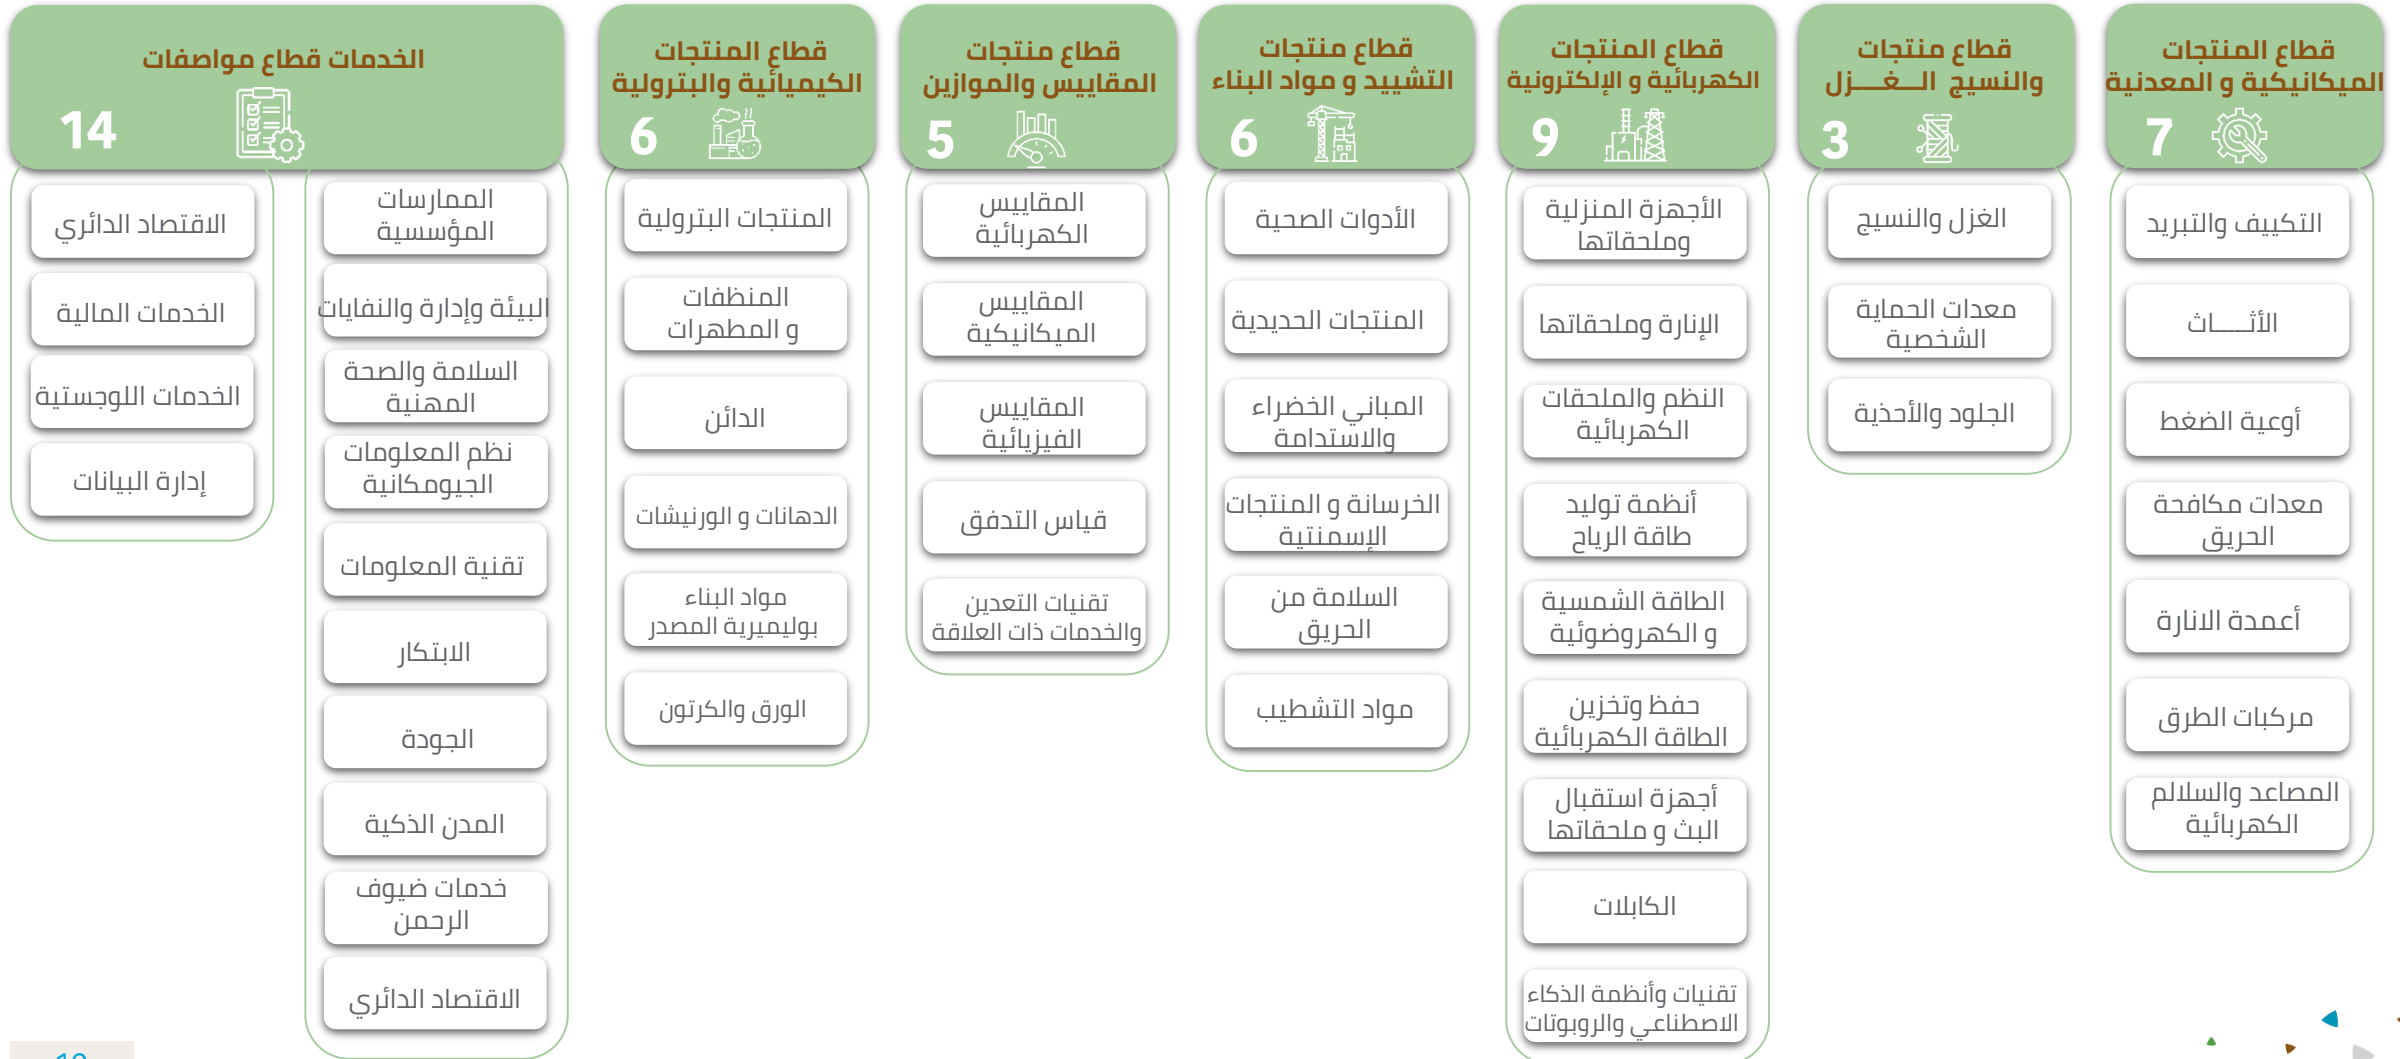 قطاع المنتجات
الميكانيكية و المعدنية
7
التكييف والتبريد
الأثـــــاث
أوعية الضغط
معدات مكافحة
الحريق
أعمدة الانارة
مركبات الطرق
المصاعد والسلالم
الكهربائية
قطاع منتجات
والنسيج الـــغــــزل
3
الغزل والنسيج
معدات الحماية
الشخصية
الجلود والأحذية
قطاع المنتجات
الكهربائية و الإلكترونية
9
الأجهزة المنزلية
وملحقاتها
الإنارة وملحقاتها
النظم والملحقات
الكهربائية
أنظمة توليد
طاقة الرياح
الطاقة الشمسية
و الكهروضوئية
حفظ وتخزين
الطاقة الكهربائية
أجهزة استقبال
البث و ملحقاتها
الكابلات
تقنيات وأنظمة الذكاء
الاصطناعي والروبوتات
قطاع منتجات
التشييد و مواد البناء
6
الأدوات الصحية
المنتجات الحديدية
المباني الخضراء
والاستدامة
الخرسانة و المنتجات
الإسمنتية
السلامة من
الحريق
مواد التشطيب
قطاع منتجات
المقاييس والموازين
5
المقاييس
الكهربائية
المقاييس
الميكانيكية
المقاييس
الفيزيائية
قياس التدفق
تقنيات التعدين
والخدمات ذات العلاقة
قطاع المنتجات
الكيميائية والبترولية
6
المنتجات البترولية
المنظفات
و المطهرات
الدائن
الدهانات و الورنيشات
مواد البناء
بوليميرية المصدر
الورق والكرتون
الخدمات قطاع مواصفات
14
الممارسات
المؤسسية
البيئة وإدارة والنفايات
السلامة والصحة
المهنية
نظم المعلومات
الجيومكانية
تقنية المعلومات
الابتكار
الجودة
المدن الذكية
خدمات ضيوف
الرحمن
الاقتصاد الدائري
الاقتصاد الدائري
الخدمات المالية
الخدمات اللوجستية
إدارة البيانات